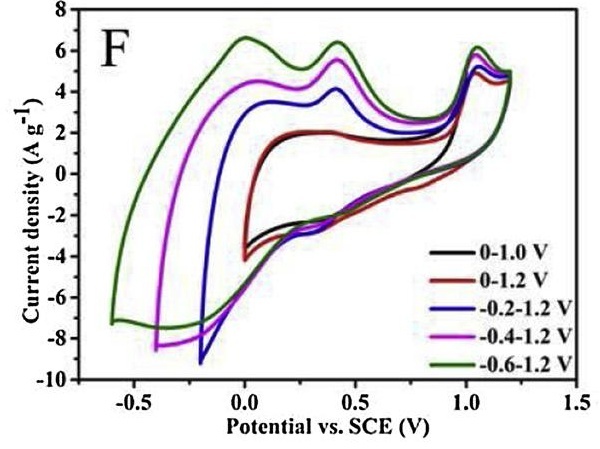 F
8
6
4
2
0
-2
-4
-6
-8
-10
Current density (A g-1)
0-1.0 V
0-1.2 V
-0.2-1.2 V
-0.4-1.2 V
-0.6-1.2 V
-0.5 0.0 0.5 1.0 1.5
Potential vs. SCE (V)